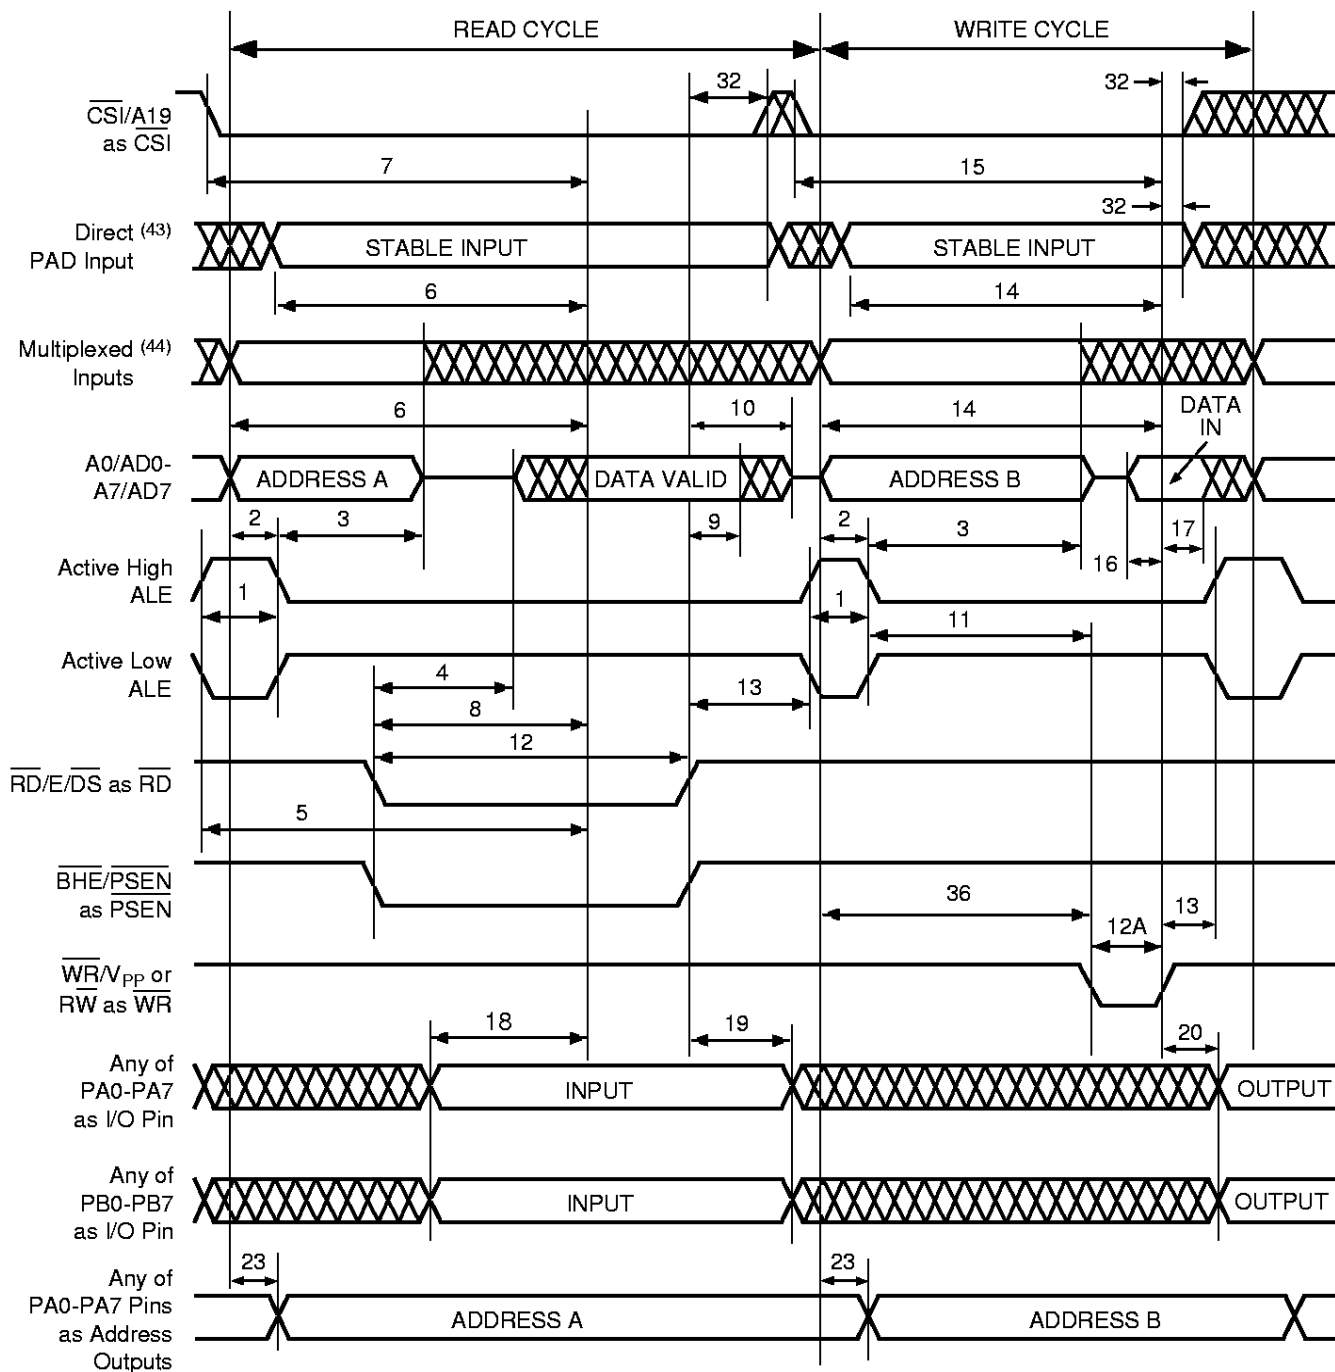 READ CYCLE WRITE CYCLE
32 32
CSI/A19
as CSI
7 15
32
Direct (43)
PAD Input
STABLE INPUT STABLE INPUT
6 14
Multiplexed (44)
Inputs
6 10 14 DATA
IN
A0/AD0-
A7/AD7
ADDRESS A DATA VALID ADDRESS B
2 3 9 2 3 17
16
Active High
ALE
1 1
11
Active Low
ALE
4 13
8
12
RD/E/DS as RD
5
BHE/PSEN
as PSEN
36 12A 13
WR/VPP or
RW as WR
18 19 20
Any of
PA0-PA7
as I/O Pin
INPUT OUTPUT
Any of
PB0-PB7
as I/O Pin
INPUT OUTPUT
23 23
Any of
PA0-PA7 Pins
as Address
Outputs
ADDRESS A ADDRESS B